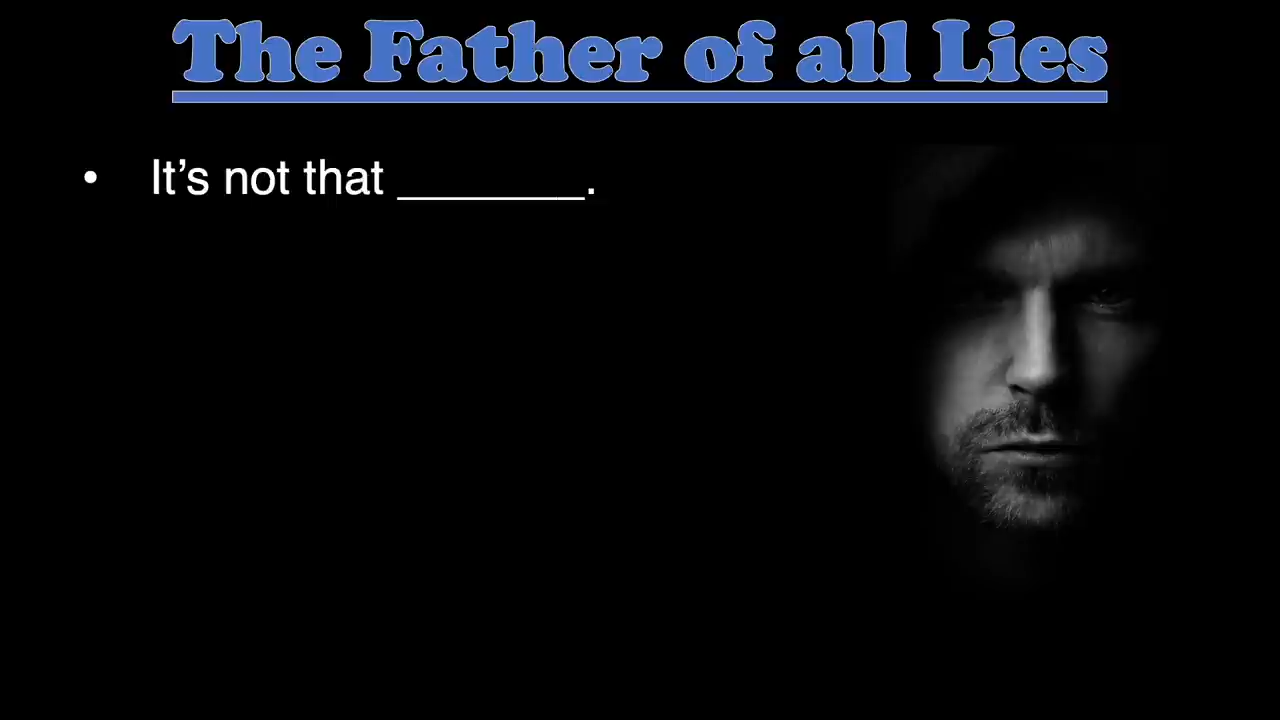 The Father of all Lies
• It’s not that ________.